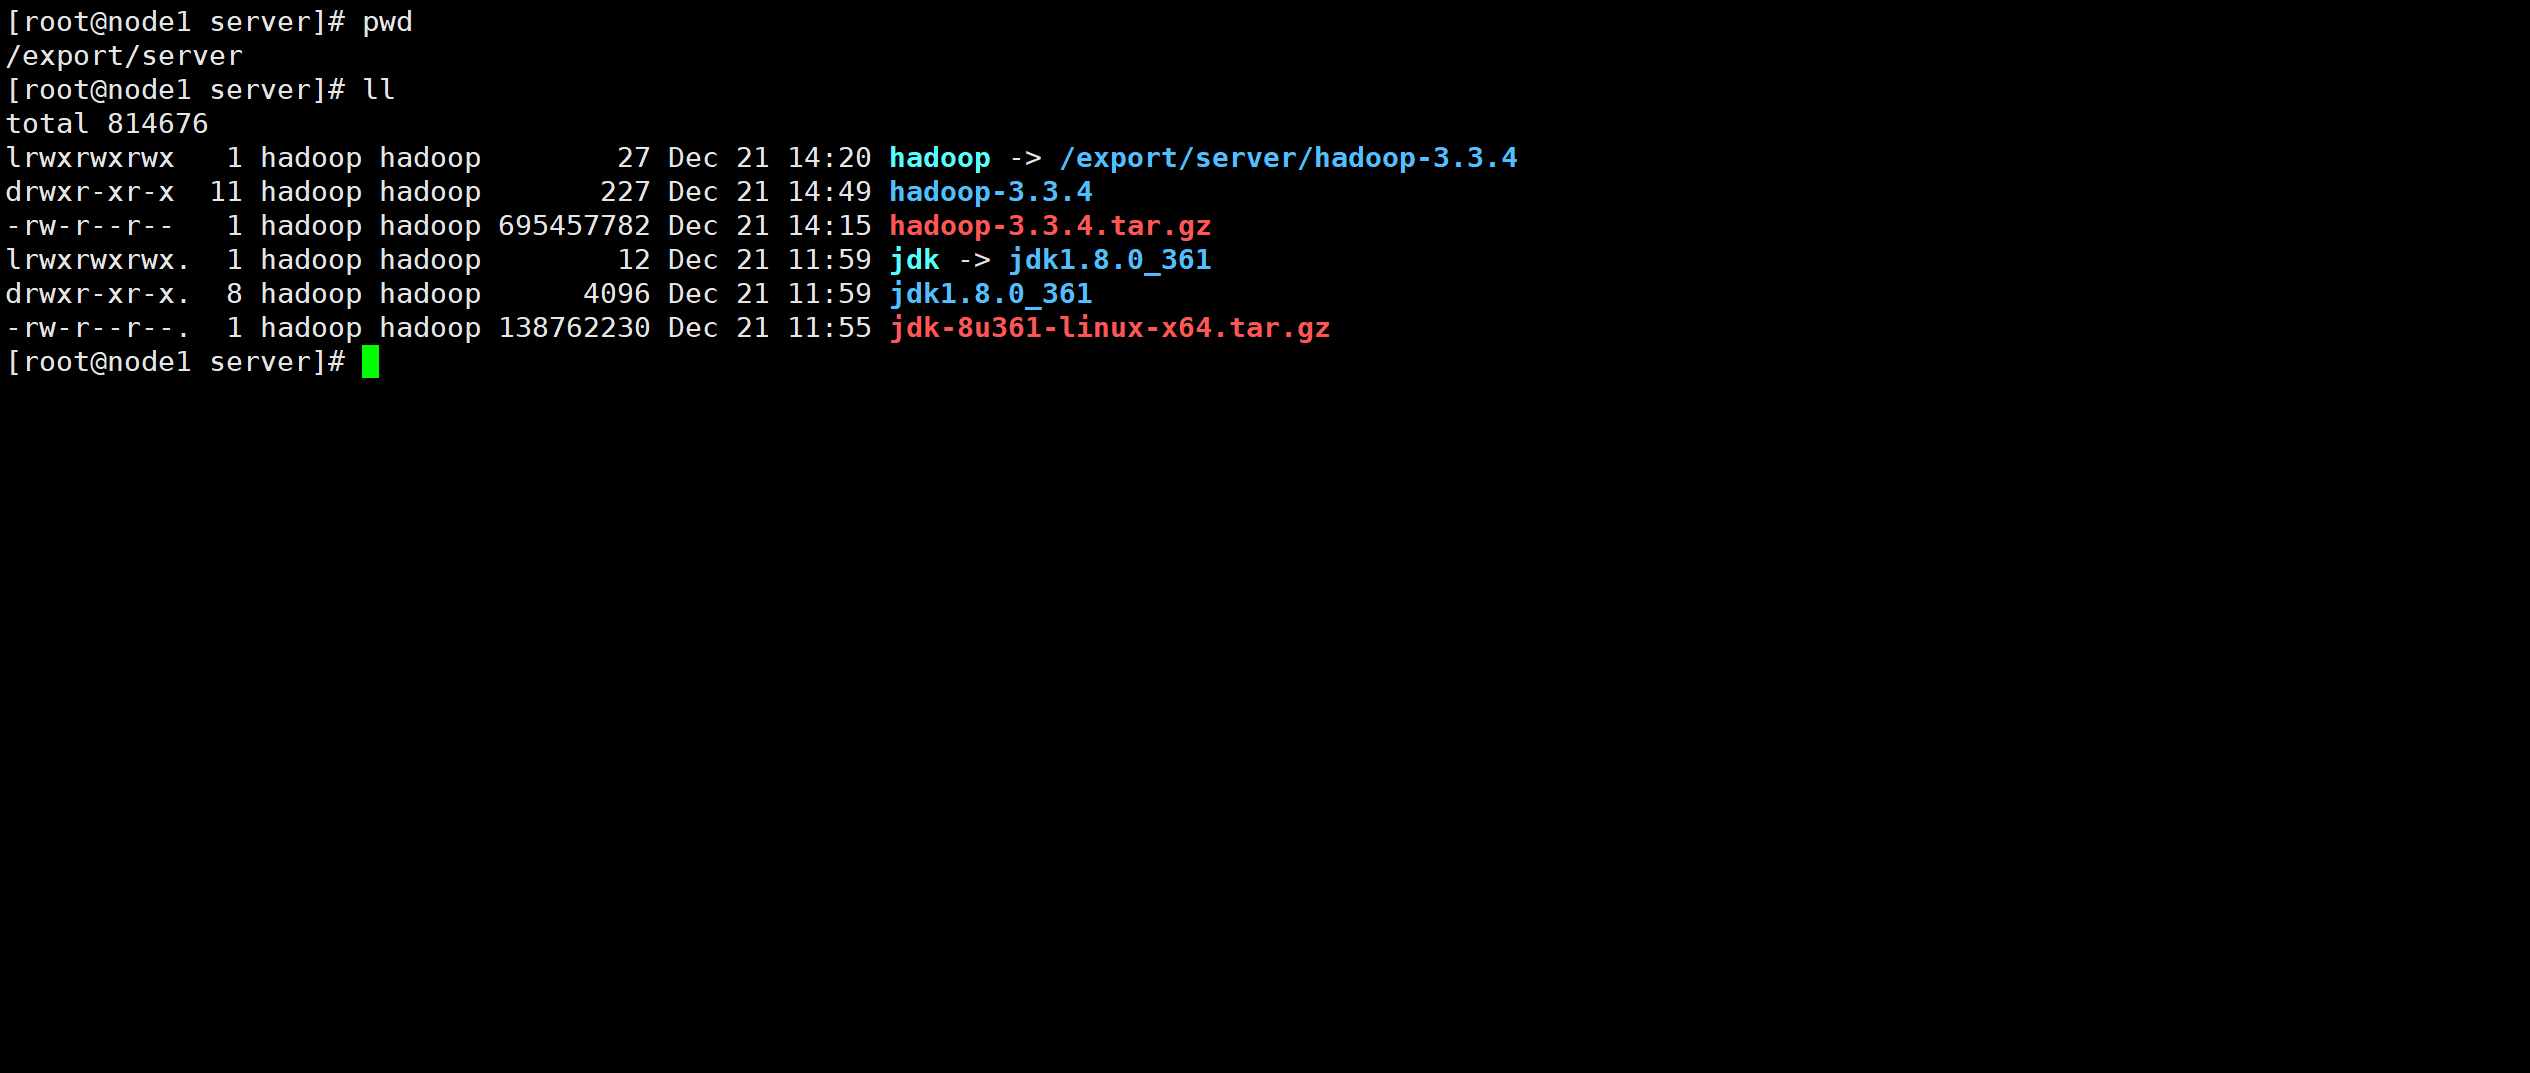 [root@node1 server]# pwd
/export/server
[root@node1 server]# ll
total 814676
lrwxrwxrwx   1 hadoop hadoop        27 Dec 21 14:20 hadoop -> /export/server/hadoop-3.3.4
drwxr-xr-x  11 hadoop hadoop       227 Dec 21 14:49 hadoop-3.3.4
-rw-r--r--   1 hadoop hadoop 695457782 Dec 21 14:15 hadoop-3.3.4.tar.gz
lrwxrwxrwx.  1 hadoop hadoop        12 Dec 21 11:59 jdk -> jdk1.8.0_361
drwxr-xr-x.  8 hadoop hadoop      4096 Dec 21 11:59 jdk1.8.0_361
-rw-r--r--.  1 hadoop hadoop 138762230 Dec 21 11:55 jdk-8u361-linux-x64.tar.gz
[root@node1 server]#